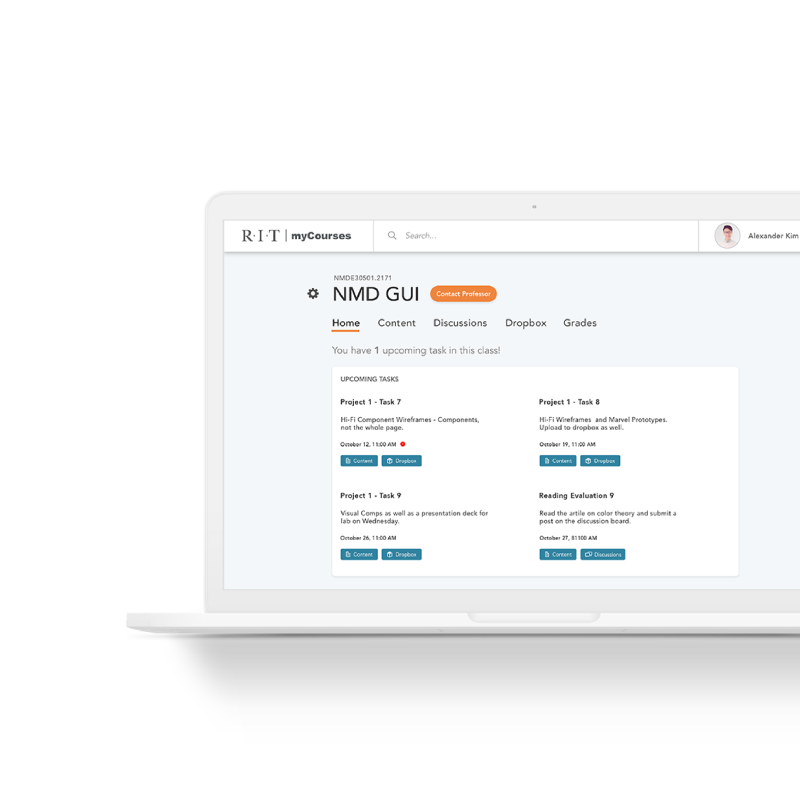 R·I·T | myCourses
Search...
Alexander Kim
NMDE30501.2171
NMD GUI
Contact Professor
Home Content Discussions Dropbox Grades
You have 1 upcoming task in this class!
UPCOMING TASKS
Project 1 - Task 7
Hi-Fi Component Wireframes - Components,
not the whole page.
October 12, 11:00 AM
Content Dropbox
Project 1 - Task 8
Hi-Fi Wireframes and Marvel Prototypes.
Upload to dropbox as well.
October 19, 11:00 AM
Content Dropbox
Project 1 - Task 9
Visual Comps as well as a presentation deck for
lab on Wednesday.
October 26, 11:00 AM
Content Dropbox
Reading Evaluation 9
Read the artile on color theory and submit a
post on the discussion board.
October 27, AM
Content Discussions